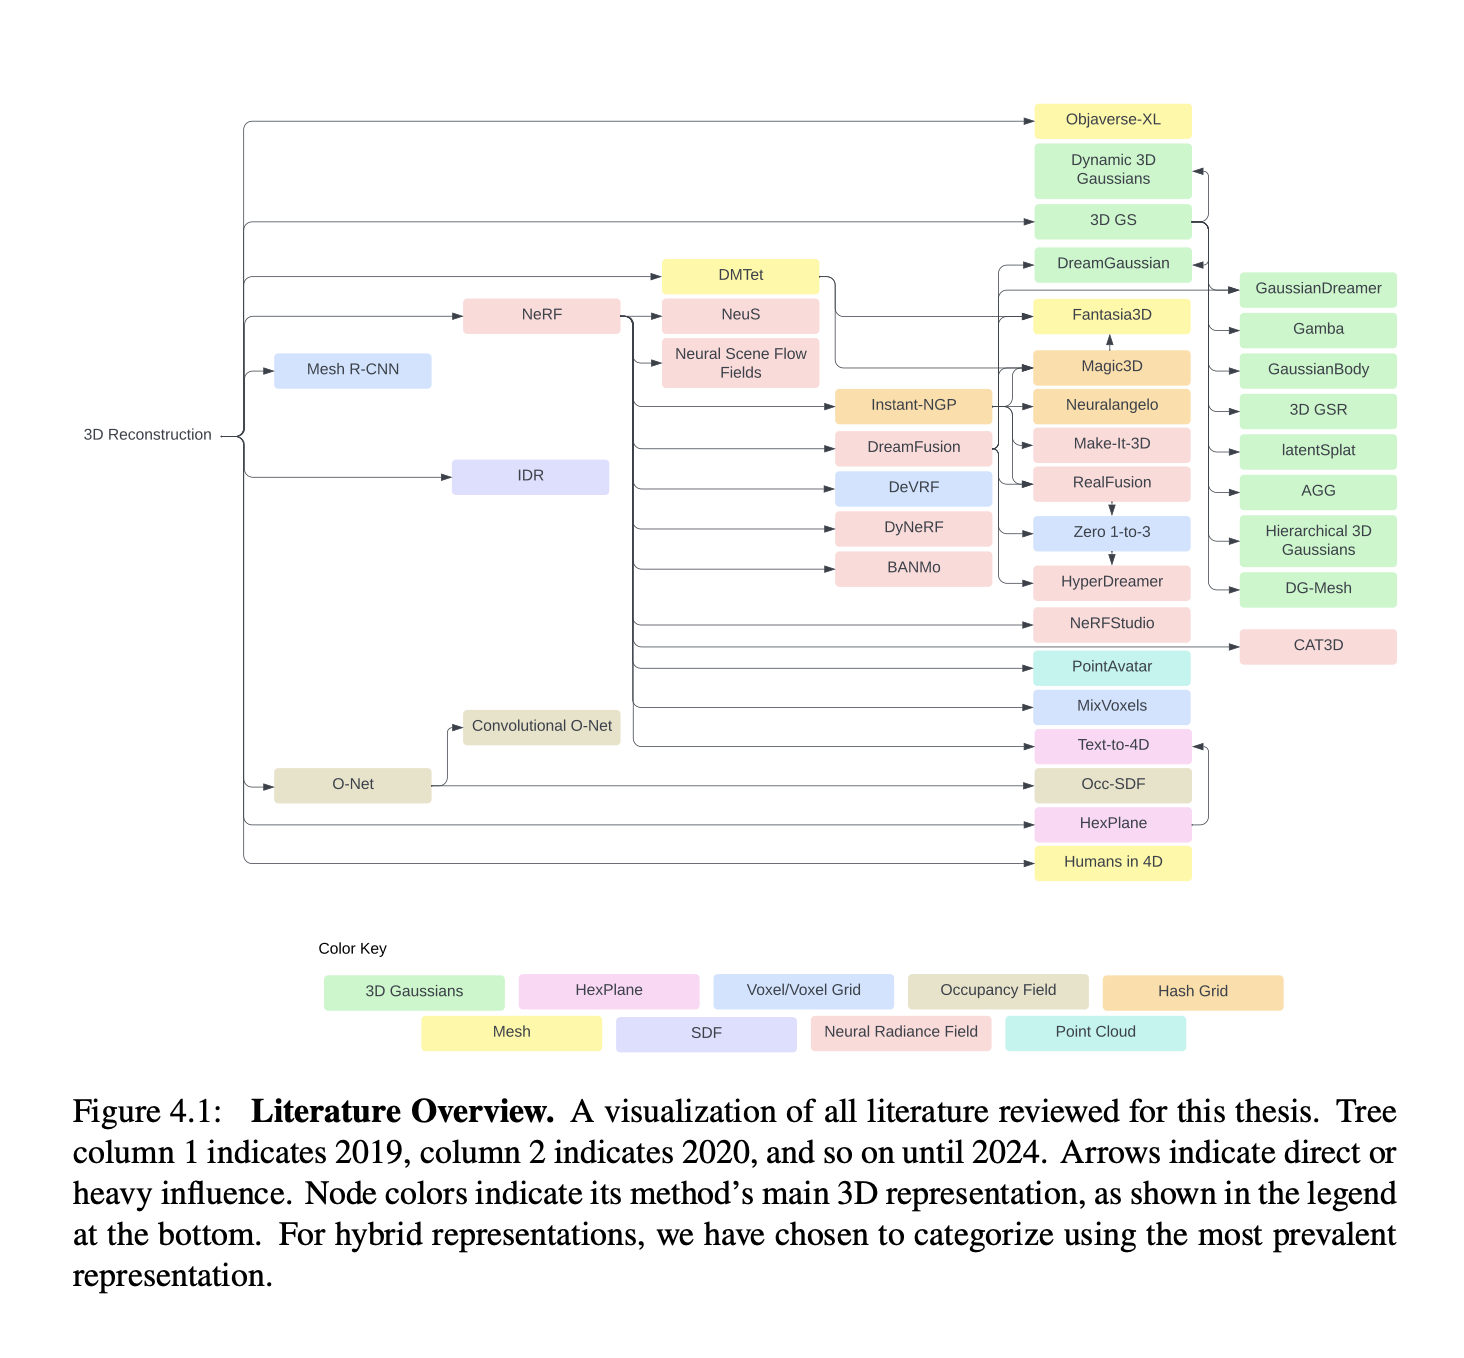 Objaverse-XL
Dynamic 3D
Gaussians
3D GS
DreamGaussian
DMTet
GaussianDreamer
NeRF
NeuS
Fantasia3D
Gamba
Neural Scene Flow
Fields
Mesh R-CNN
Magic3D
GaussianBody
Instant-NGP
Neuralangelo
3D GSR
3D Reconstruction
DreamFusion
Make-It-3D
latentSplat
IDR
DeVRF
RealFusion
AGG
DyNeRF
Zero 1-to-3
Hierarchical 3D
Gaussians
BANMo
HyperDreamer
DG-Mesh
NeRFStudio
CAT3D
PointAvatar
MixVoxels
Convolutional O-Net
Text-to-4D
O-Net
Occ-SDF
HexPlane
Humans in 4D
Color Key
3D Gaussians
HexPlane
Voxel/Voxel Grid
Occupancy Field
Hash Grid
Mesh
SDF
Neural Radiance Field
Point Cloud
Figure 4.1: Literature Overview. A visualization of all literature reviewed for this thesis. Tree
column 1 indicates 2019, column 2 indicates 2020, and so on until 2024. Arrows indicate direct or
heavy influence. Node colors indicate its method's main 3D representation, as shown in the legend
at the bottom. For hybrid representations, we have chosen to categorize using the most prevalent
representation.